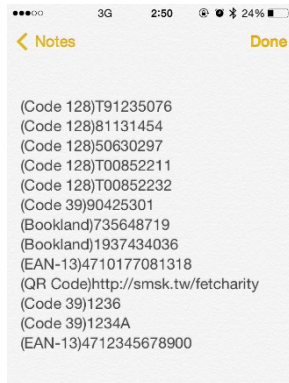 3G 2:50 24%
Notes Done
(Code 128)T91235076
(Code 128)81131454
(Code 128)50630297
(Code 128)T00852211
(Code 128)T00852232
(Code 39)90425301
(Bookland)735648719
(Bookland)1937434036
(EAN-13)4710177081318
(QR Code)http://smsk.tw/fetcharity
(Code 39)1236
(Code 39)1234A
(EAN-13)4712345678900